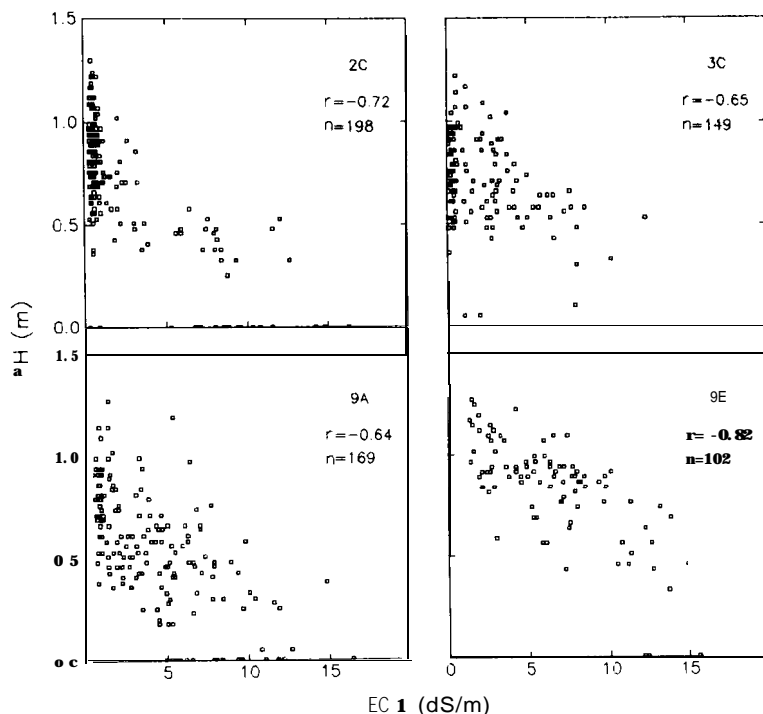 1.5
2C
3C
r=-0.72
r=-0.65
n=198
n=149
1.0
0.5
0.0
aH (m)
1.5
9A
9E
r=-0.64
r= -0.82
n=169
n=102
1.0
0 5
0 c
5
10
15
0
5
10
15
EC 1 (dS/m)